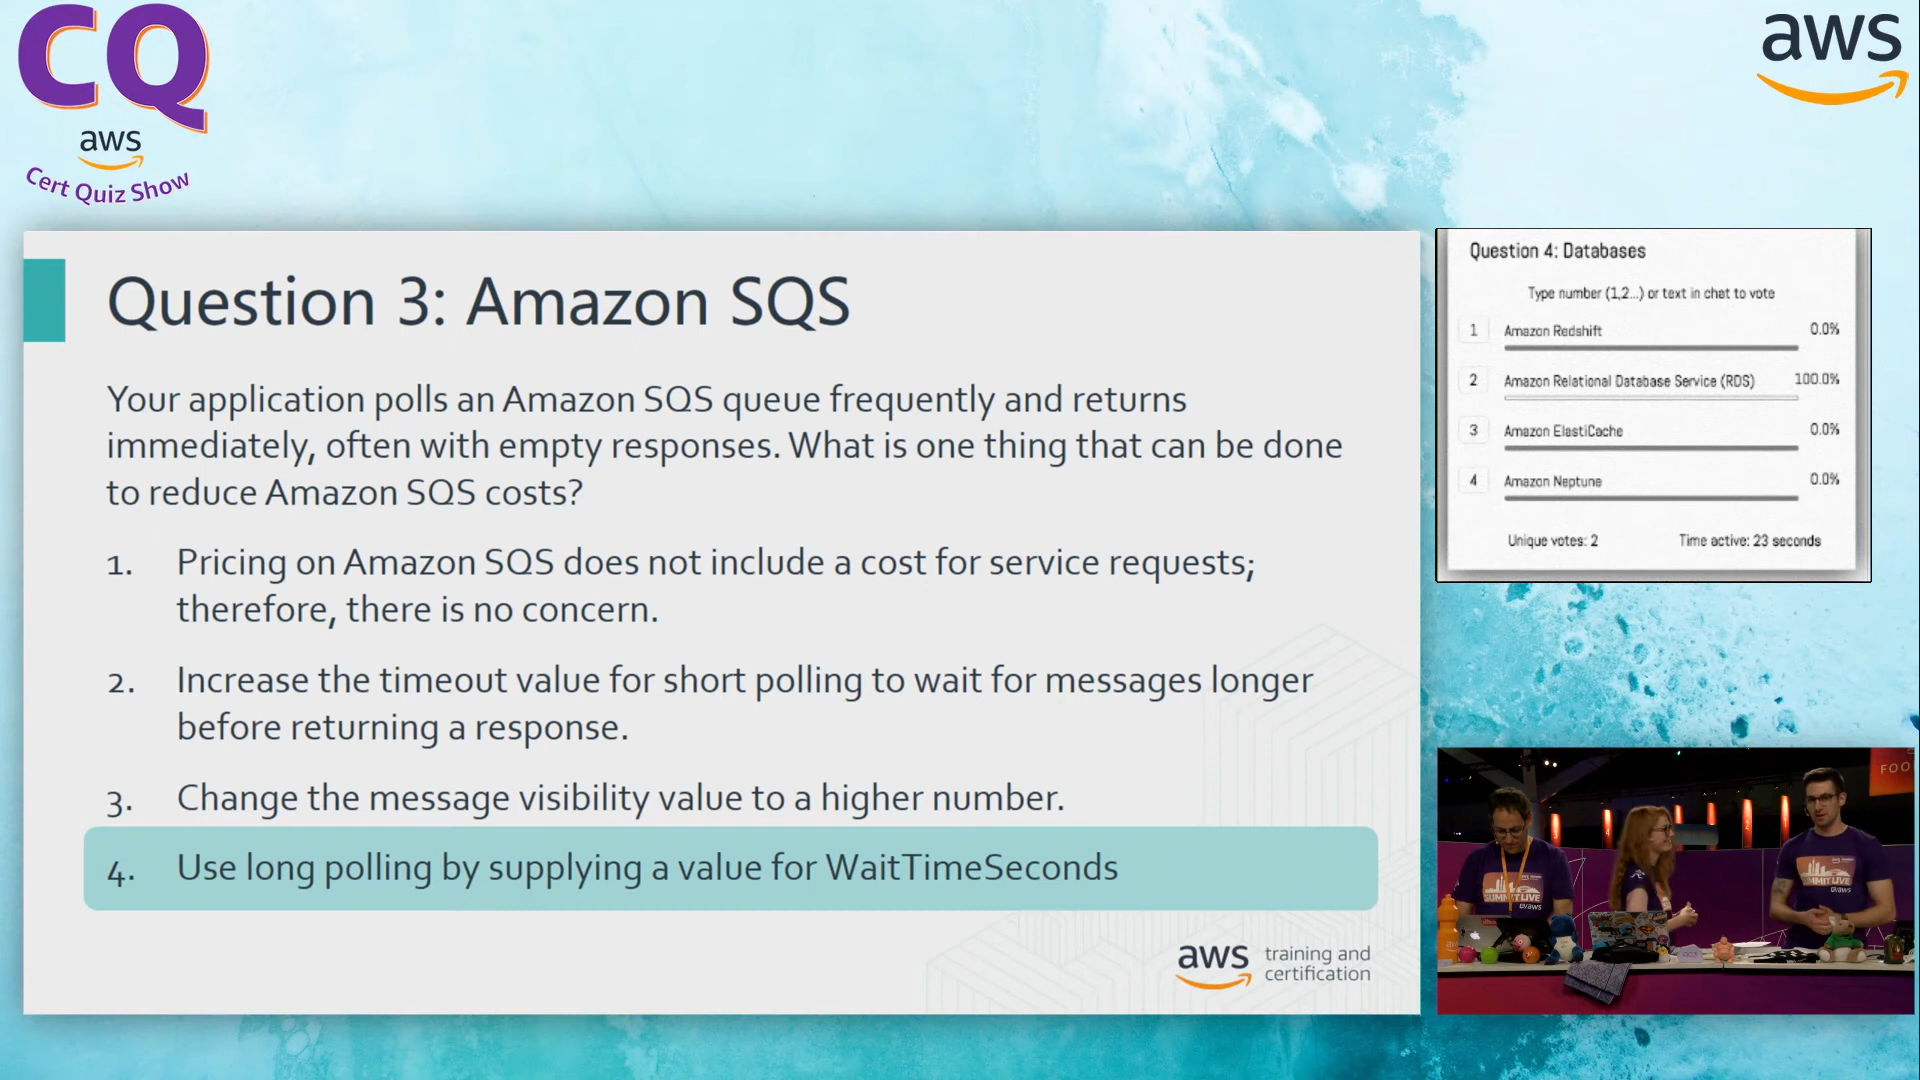 CQ
aws
Cert Quiz Show
aws
Question 3: Amazon SQS
Your application polls an Amazon SQS queue frequently and returns
immediately, often with empty responses. What is one thing that can be done
to reduce Amazon SQS costs?
1. Pricing on Amazon SQS does not include a cost for service requests;
therefore, there is no concern.
2. Increase the timeout value for short polling to wait for messages longer
before returning a response.
3. Change the message visibility value to a higher number.
4. Use long polling by supplying a value for WaitTimeSeconds
aws training and
certification
Question 4: Databases
Type number (1,2...) or text in chat to vote
1 Amazon Redshift 0.0%
2 Amazon Relational Database Service (RDS) 100.0%
3 Amazon ElastiCache 0.0%
4 Amazon Neptune 0.0%
Unique votes: 2 Time active: 23 seconds
FOO
SUMMIT LIVE
SUMMIT LIVE